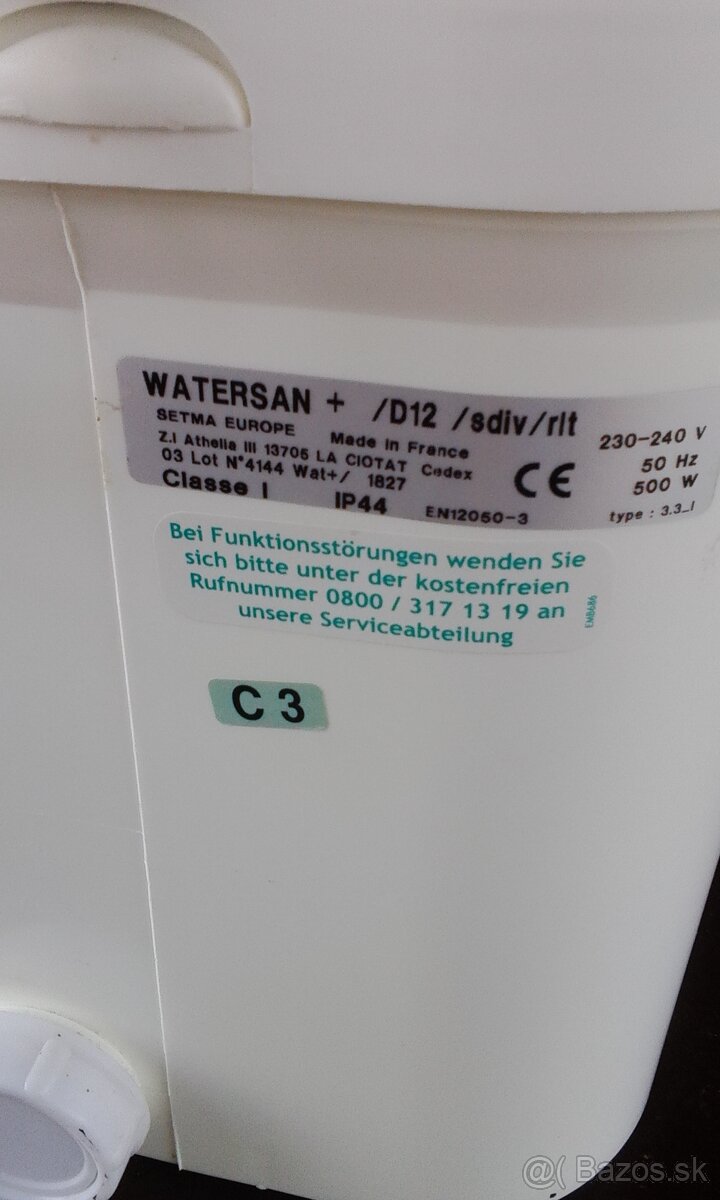 WATERSAN + /D12 /sdiv/rlt
SETMA EUROPE Made in France
Z.I Athelia III 13705 LA CIOTAT Cedex
03 Lot N°4144 Wat+/ 1827
Classe I IP44 EN12050-3
CE
230-240 V
50 Hz
500 W
type : 3.3_I
Bei Funktionsstörungen wenden Sie
sich bitte unter der kostenfreien
Rufnummer 0800 / 317 13 19 an
unsere Serviceabteilung
EMB686
C 3
@( Bazos.sk